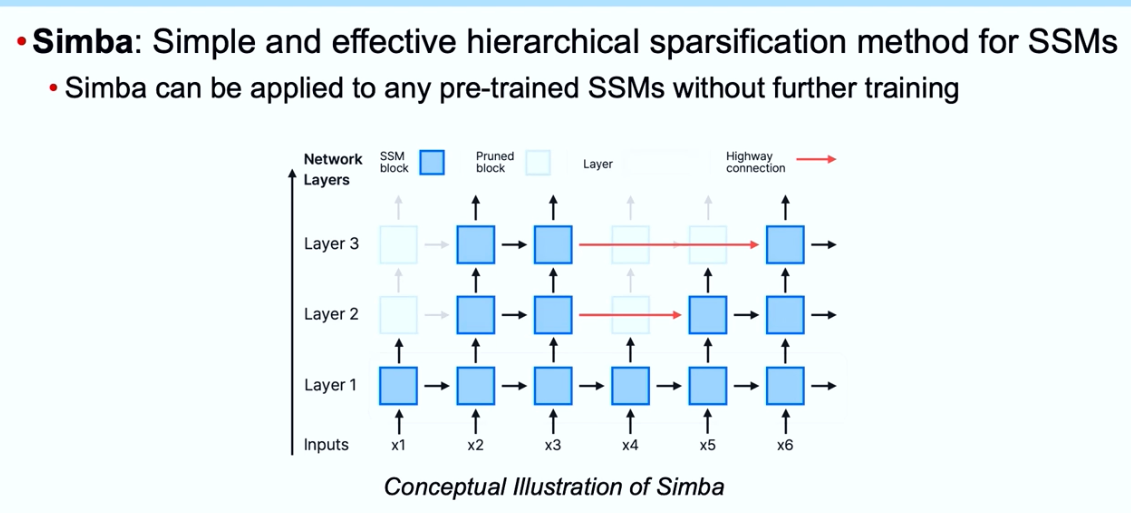 • Simba: Simple and effective hierarchical sparsification method for SSMs
• Simba can be applied to any pre-trained SSMs without further training
Network Layers
SSM block
Pruned block
Layer
Highway connection
Layer 3
Layer 2
Layer 1
Inputs x1 x2 x3 x4 x5 x6
Conceptual Illustration of Simba